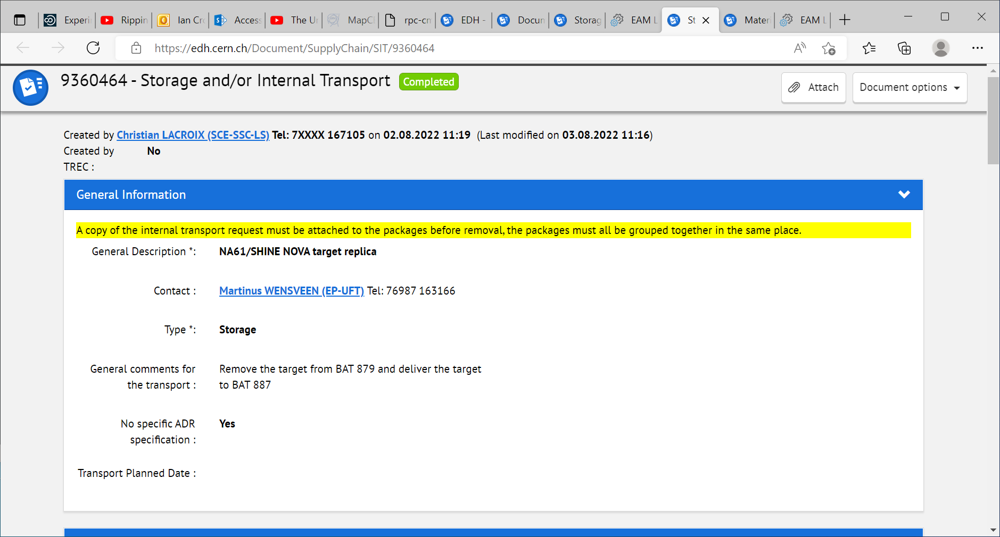 Experi
Rippin
Ian Cr
Access
The U
MapC
rpc-cm
EDH -
Docum
Storag
EAM L
St
Materi
EAM L
https://edh.cern.ch/Document/SupplyChain/SIT/9360464
9360464 - Storage and/or Internal Transport Completed
Attach
Document options
Created by Christian LACROIX (SCE-SSC-LS) Tel: 7XXXX 167105 on 02.08.2022 11:19 (Last modified on 03.08.2022 11:16)
Created by No
TREC :
General Information
A copy of the internal transport request must be attached to the packages before removal, the packages must all be grouped together in the same place.
General Description *: NA61/SHINE NOVA target replica
Contact : Martinus WENSVEEN (EP-UFT) Tel: 76987 163166
Type *: Storage
General comments for Remove the target from BAT 879 and deliver the target
the transport : to BAT 887
No specific ADR Yes
specification :
Transport Planned Date :